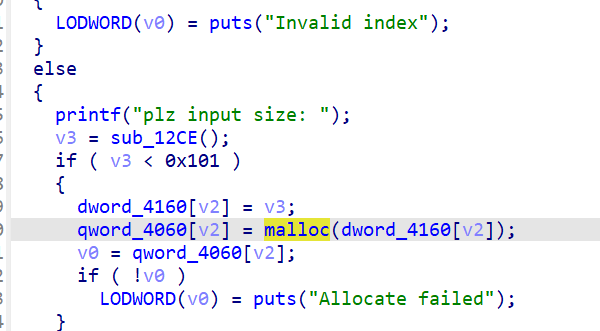 {
LODWORD(v0) = puts("Invalid index");
}
else
{
printf("plz input size: ");
v3 = sub_12CE();
if ( v3 < 0x101 )
{
dword_4160[v2] = v3;
qword_4060[v2] = malloc(dword_4160[v2]);
v0 = qword_4060[v2];
if ( !v0 )
LODWORD(v0) = puts("Allocate failed");
}